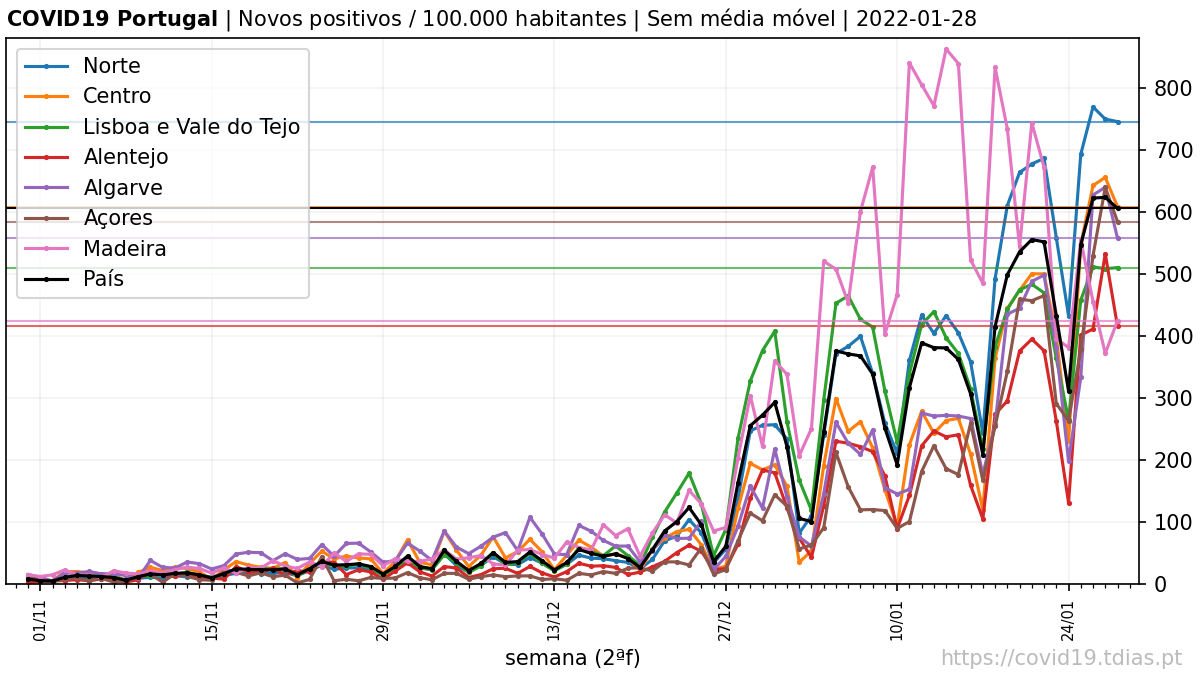 COVID19 Portugal | Novos positivos / 100.000 habitantes | Sem média móvel | 2022-01-28
Norte
Centro
Lisboa e Vale do Tejo
Alentejo
Algarve
Açores
Madeira
País
800
700
600
500
400
300
200
100
0
01/11
15/11
29/11
13/12
27/12
10/01
24/01
semana (2ªf)
https://covid19.tdias.pt